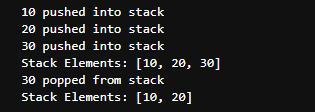 10 pushed into stack
20 pushed into stack
30 pushed into stack
Stack Elements: [10, 20, 30]
30 popped from stack
Stack Elements: [10, 20]